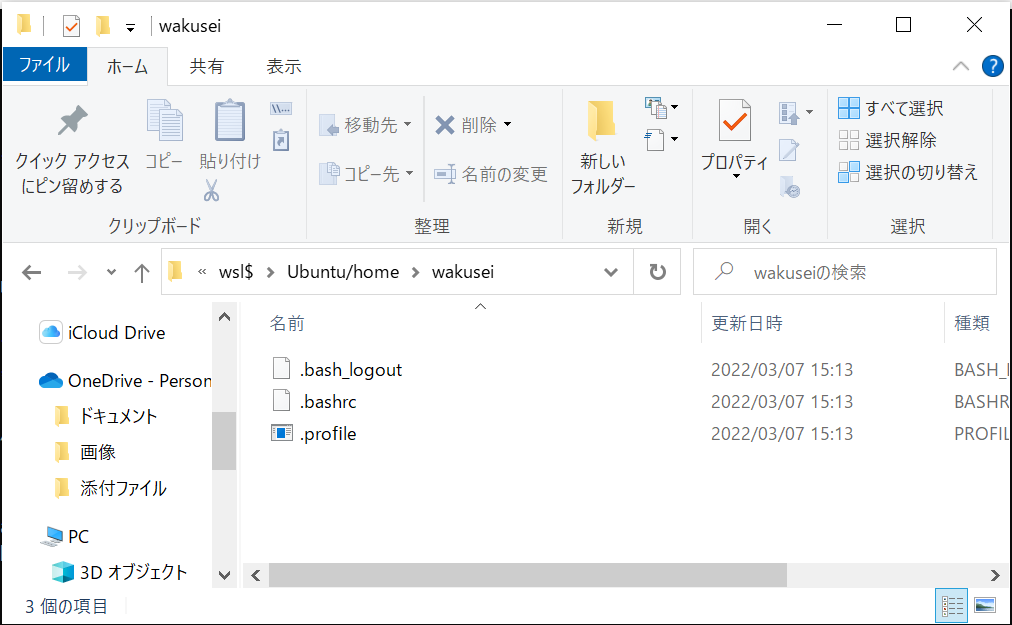 wakusei
ファイル ホーム 共有 表示
クイック アクセス
にピン留めする
コピー
貼り付け
クリップボード
移動先
コピー先
削除
名前の変更
整理
新しい
フォルダー
新規
プロパティ
開く
すべて選択
選択解除
選択の切り替え
選択
« wsl$ > Ubuntu/home > wakusei
wakuseiの検索
iCloud Drive
OneDrive - Person
ドキュメント
画像
添付ファイル
PC
3D オブジェクト
名前 更新日時 種類
.bash_logout 2022/03/07 15:13 BASH_
.bashrc 2022/03/07 15:13 BASHR
.profile 2022/03/07 15:13 PROFIL
3 個の項目